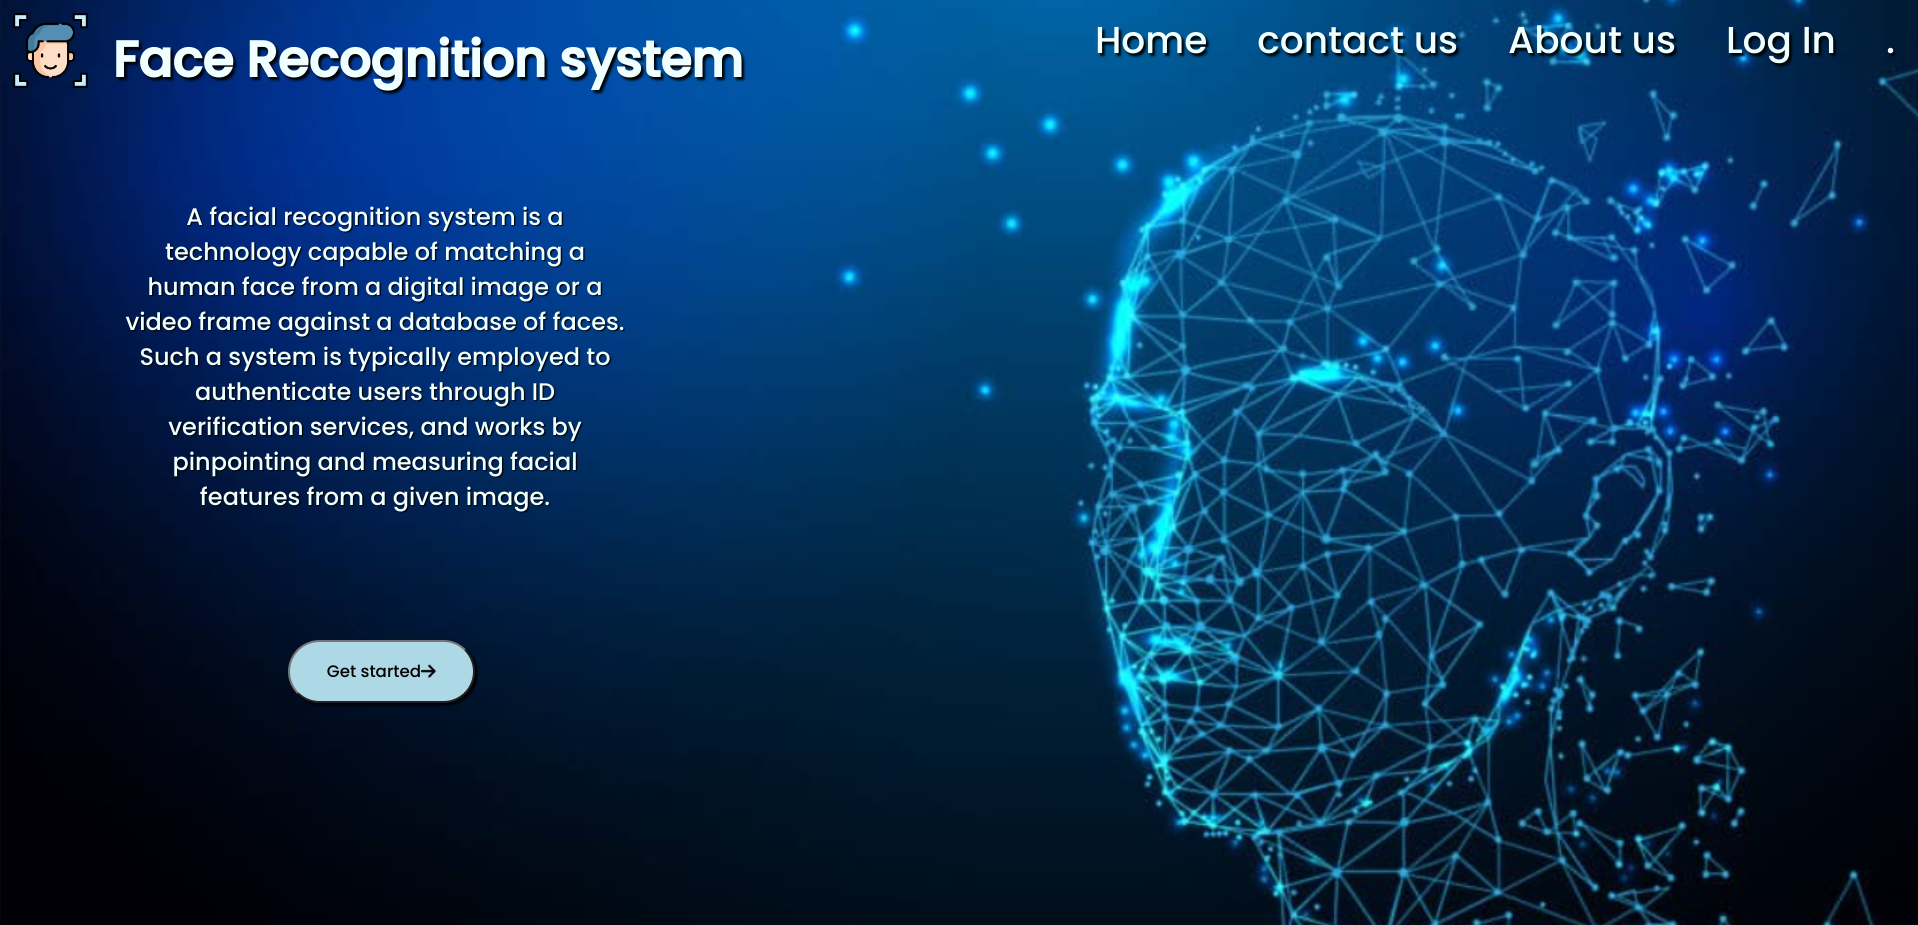 Face Recognition system
Home contact us About us Log In .
A facial recognition system is a
technology capable of matching a
human face from a digital image or a
video frame against a database of faces.
Such a system is typically employed to
authenticate users through ID
verification services, and works by
pinpointing and measuring facial
features from a given image.
Get started→